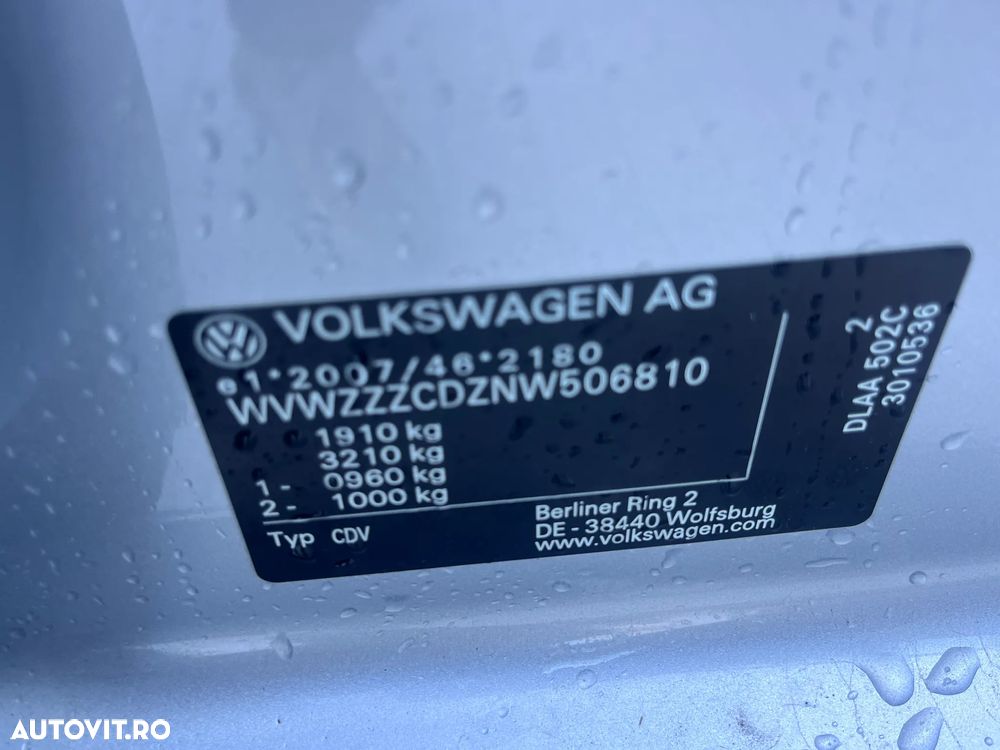 VOLKSWAGEN AG
e1*2007/46*2180
WVWZZZCDZNW506810
1910 kg
3210 kg
1- 0960 kg
2- 1000 kg
Typ CDV
Berliner Ring 2
DE-38440 Wolfsburg
www.volkswagen.com
2
DLAA 502C
3010536
AUTOVIT.RO